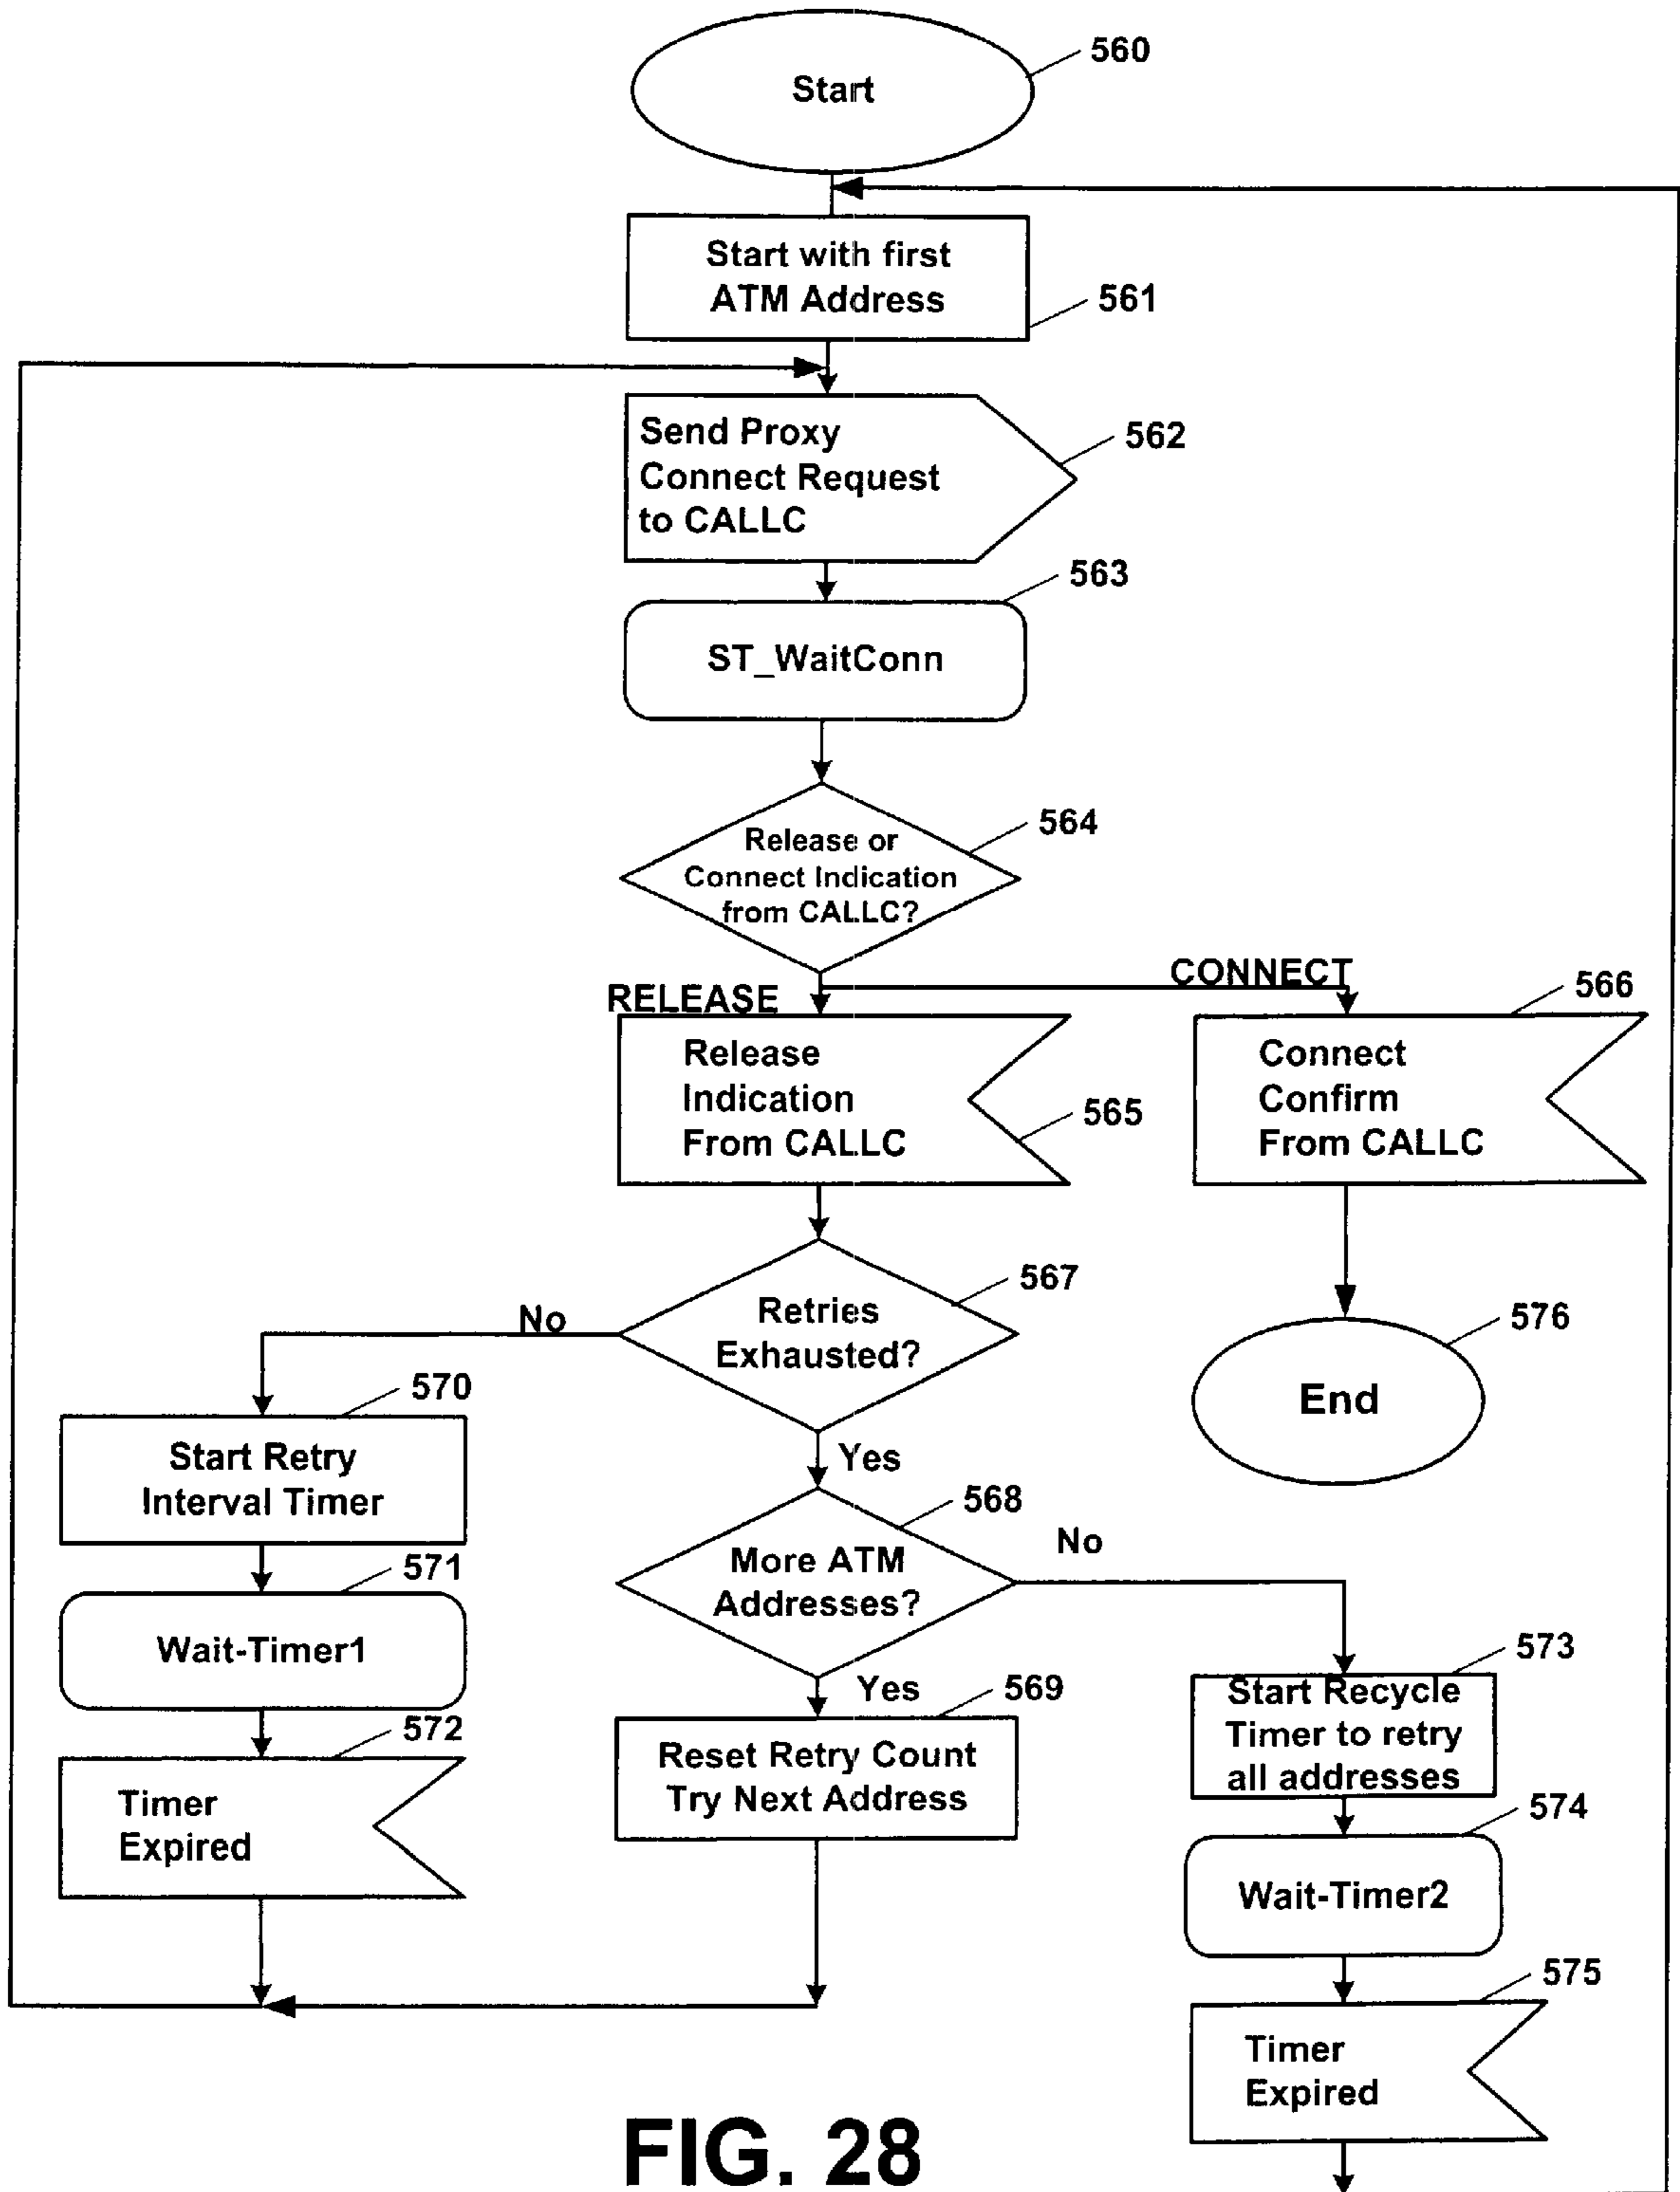 560
Start
Start with first
ATM Address
561
Send Proxy
Connect Request
to CALLC
562
563
ST_WaitConn
564
Release or
Connect Indication
from CALLC?
RELEASE
CONNECT
566
Release
Indication
From CALLC
565
Connect
Confirm
From CALLC
567
Retries
Exhausted?
No
Yes
576
End
570
Start Retry
Interval Timer
568
More ATM
Addresses?
No
Yes
571
Wait-Timer1
572
Timer
Expired
569
Reset Retry Count
Try Next Address
573
Start Recycle
Timer to retry
all addresses
574
Wait-Timer2
575
Timer
Expired
FIG. 28